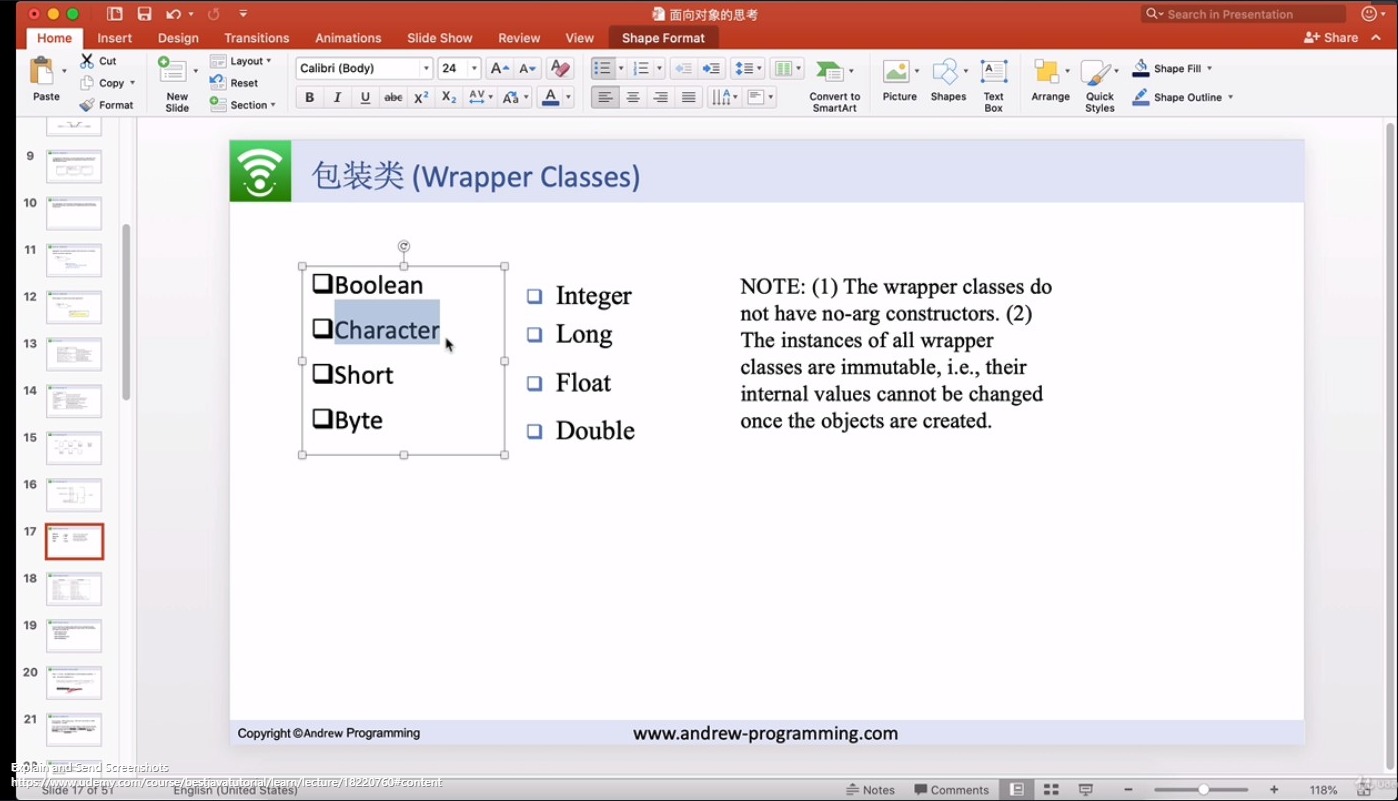 面向对象的思考
Search in Presentation
Home
Insert
Design
Transitions
Animations
Slide Show
Review
View
Shape Format
Share
Paste
Cut
Copy
Format
New
Slide
Layout
Reset
Section
Calibri (Body)
24
Convert to
SmartArt
Picture
Shapes
Text
Box
Arrange
Quick
Styles
Shape Fill
Shape Outline
9
10
11
12
13
14
15
16
17
18
19
20
21
包装类 (Wrapper Classes)
Boolean
Character
Short
Byte
Integer
Long
Float
Double
NOTE: (1) The wrapper classes do
not have no-arg constructors. (2)
The instances of all wrapper
classes are immutable, i.e., their
internal values cannot be changed
once the objects are created.
Copyright ©Andrew Programming
www.andrew-programming.com
Explain and Send Screenshots
https://www.udemy.com/course/bestjavatutorial/learn/lecture/18220760#content
Slide 17 of 51
English (United States)
Notes
Comments
118%